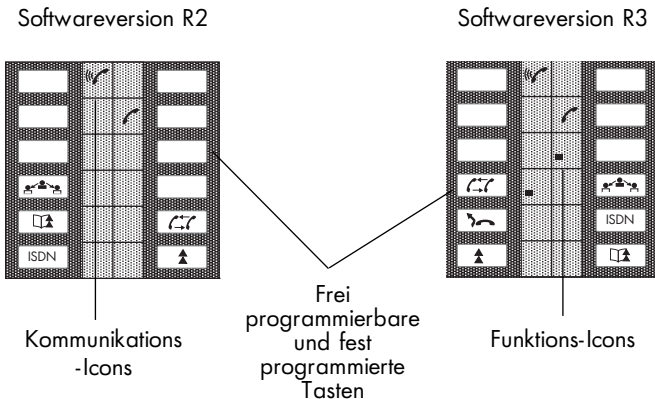 Softwareversion R2
Softwareversion R3
ISDN
ISDN
Kommunikations
-Icons
Frei
programmierbare
und fest
programmierte
Tasten
Funktions-Icons